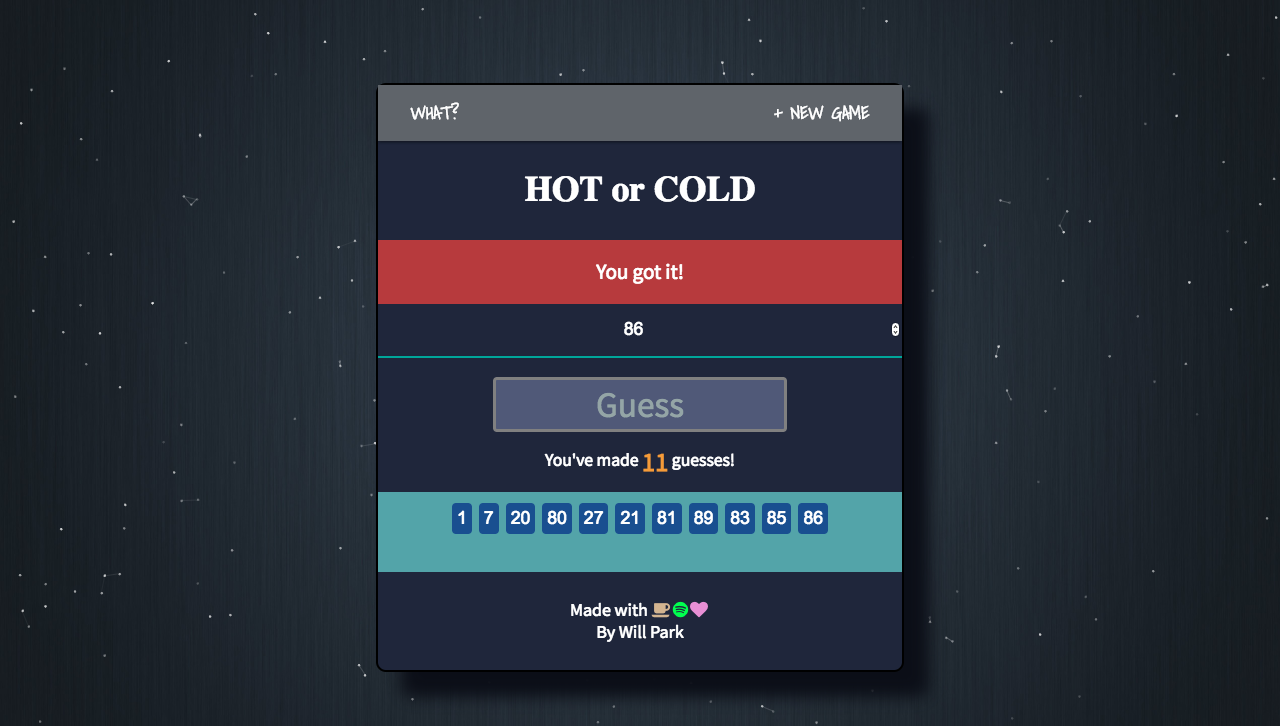 WHAT?
+ NEW GAME
HOT or COLD
You got it!
86
Guess
You've made 11 guesses!
1 7 20 80 27 21 81 89 83 85 86
Made with
By Will Park